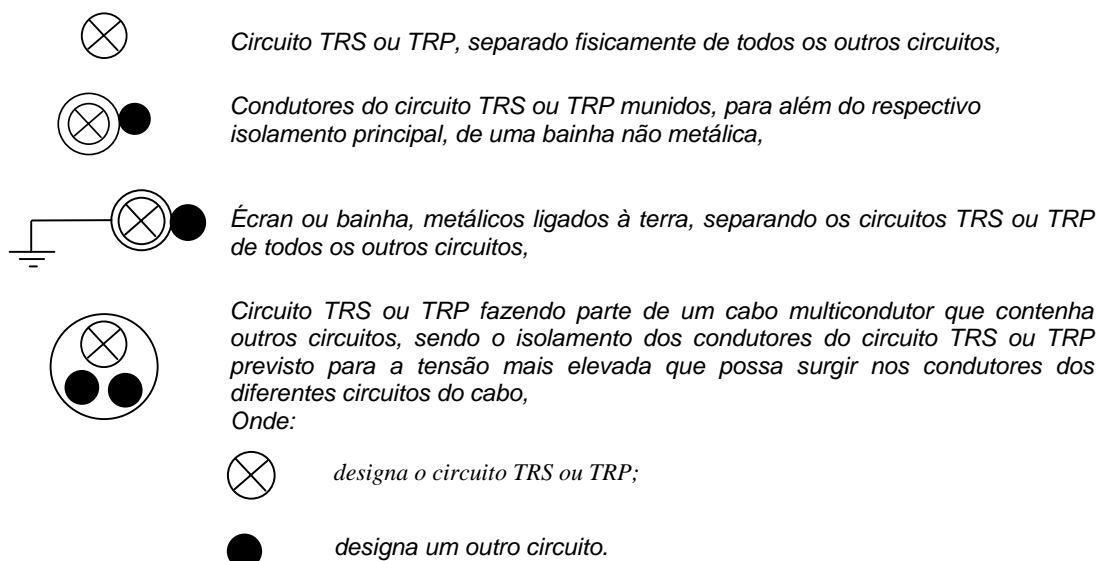 Circuito TRS ou TRP, separado fisicamente de todos os outros circuitos,
Condutores do circuito TRS ou TRP munidos, para além do respectivo
isolamento principal, de uma bainha não metálica,
Écran ou bainha, metálicos ligados à terra, separando os circuitos TRS ou TRP
de todos os outros circuitos,
Circuito TRS ou TRP fazendo parte de um cabo multicondutor que contenha
outros circuitos, sendo o isolamento dos condutores do circuito TRS ou TRP
previsto para a tensão mais elevada que possa surgir nos condutores dos
diferentes circuitos do cabo,
Onde:
designa o circuito TRS ou TRP;
designa um outro circuito.